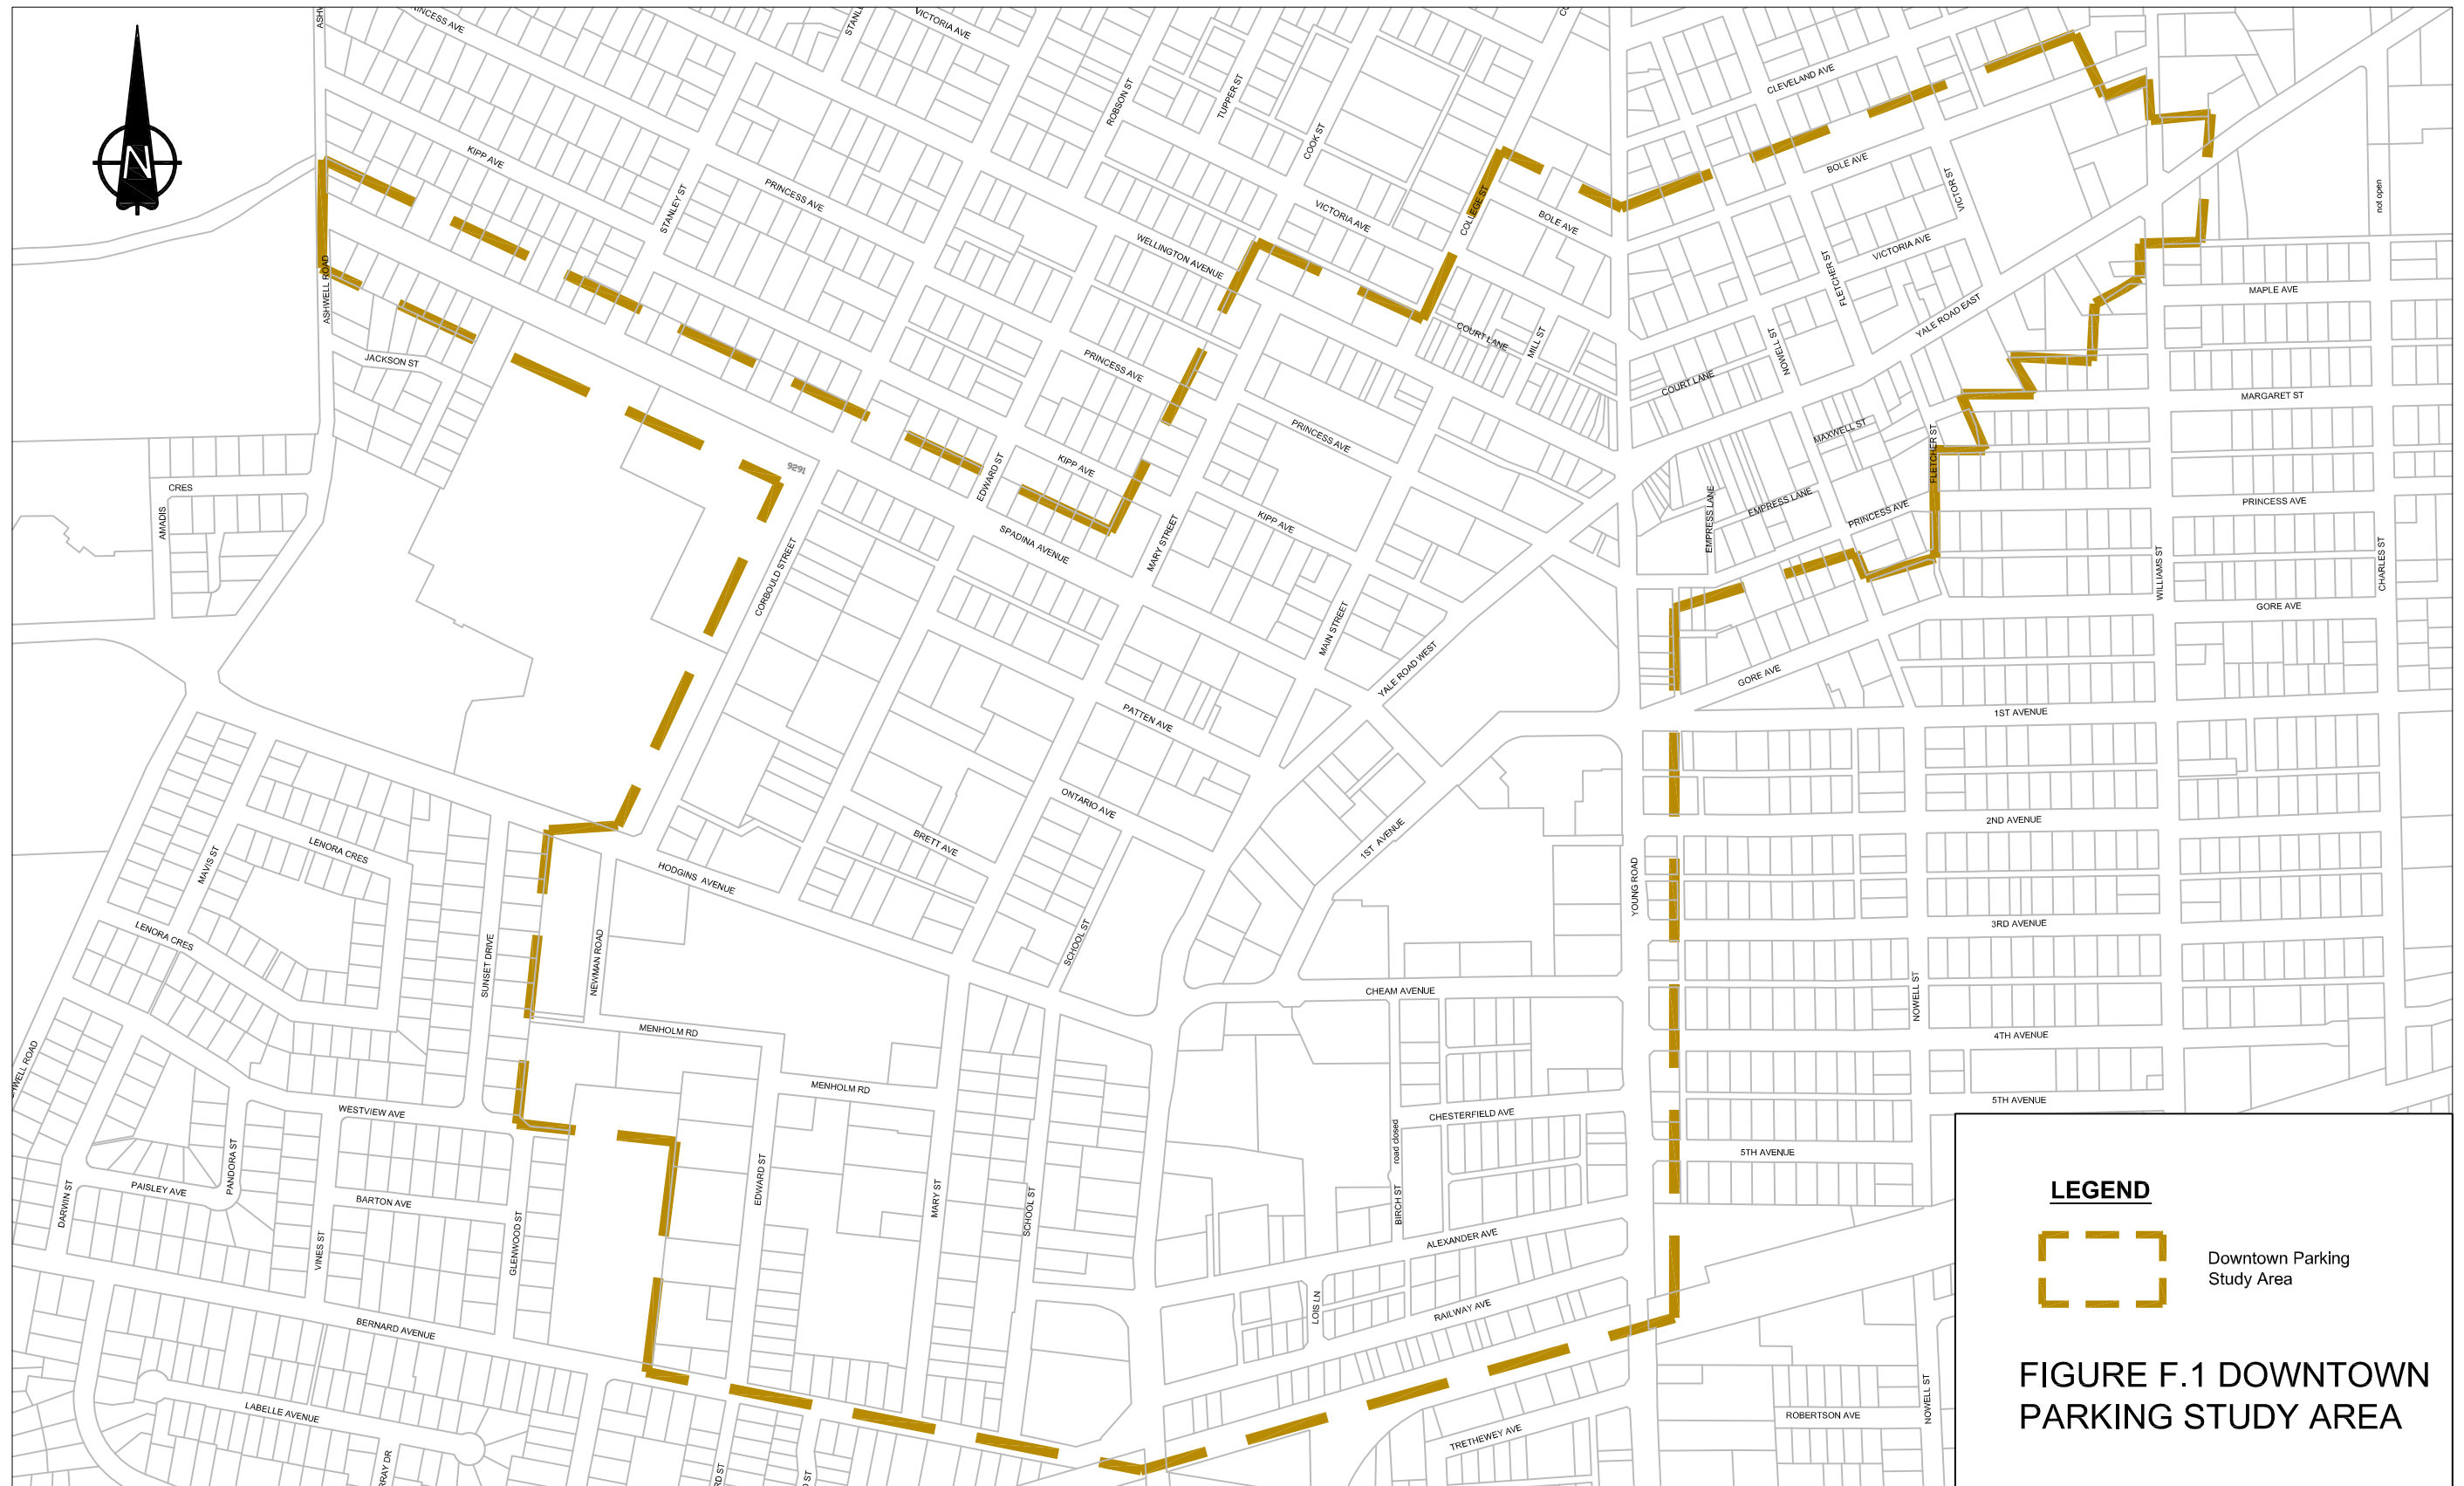 PRINCESS AVE
VICTORIA AVE
ROBSON ST
TUPPER ST
COOK ST
CLEVELAND AVE
N
KIPP AVE
STANLEY ST
PRINCESS AVE
VICTORIA AVE
COLLEGE ST
BOLE AVE
BOLE AVE
VICTOR ST
not open
WELLINGTON AVENUE
VICTORIA AVE
FLETCHER ST
ASHWELL ROAD
MAPLE AVE
YALE ROAD EAST
COURT LANE
MILL ST
NOWELL ST
JACKSON ST
PRINCESS AVE
COURT LANE
MARGARET ST
PRINCESS AVE
MAXWELL ST
FLETCHER ST
9291
KIPP AVE
EDWARD ST
CRES
AMADIS
EMPRESS LANE
EMPRESS LANE
PRINCESS AVE
PRINCESS AVE
KIPP AVE
SPADINA AVENUE
MARY STREET
CORBOULD STREET
WILLIAMS ST
CHARLES ST
GORE AVE
MAIN STREET
YALE ROAD WEST
GORE AVE
1ST AVENUE
PATTEN AVE
ONTARIO AVE
2ND AVENUE
BRETT AVE
1ST AVENUE
LENORA CRES
MAVIS ST
HODGINS AVENUE
YOUNG ROAD
3RD AVENUE
LENORA CRES
SUNSET DRIVE
NEWMAN ROAD
SCHOOL ST
CHEAM AVENUE
NOWELL ST
MENHOLM RD
4TH AVENUE
MENHOLM RD
5TH AVENUE
WESTVIEW AVE
CHESTERFIELD AVE
road closed
5TH AVENUE
PANDORA ST
PAISLEY AVE
DARWIN ST
BARTON AVE
EDWARD ST
MARY ST
SCHOOL ST
BIRCH ST
VINES ST
GLENWOOD ST
ALEXANDER AVE
LOIS LN
RAILWAY AVE
BERNARD AVENUE
LABELLE AVENUE
NOWELL ST
ROBERTSON AVE
TRETHEWEY AVE
LEGEND
Downtown Parking
Study Area
FIGURE F.1 DOWNTOWN
PARKING STUDY AREA